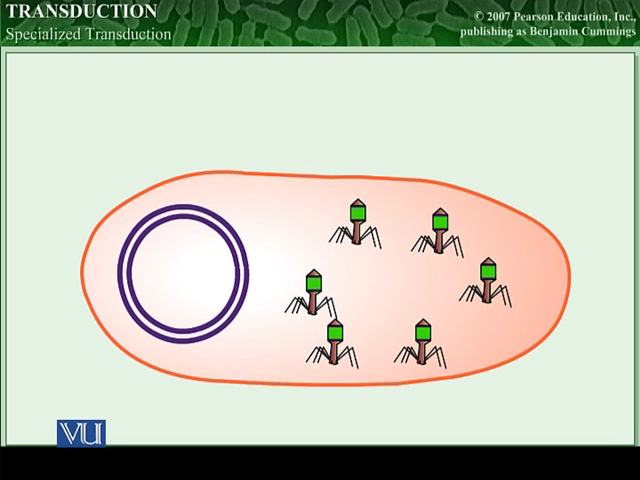 TRANSDUCTION
Specialized Transduction
© 2007 Pearson Education, Inc.,
publishing as Benjamin Cummings
VU